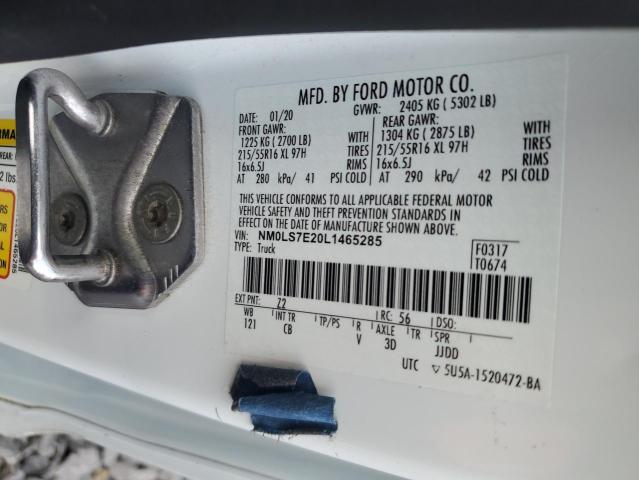 MFD. BY FORD MOTOR CO.
DATE: 01/20 GVWR: 2405 KG ( 5302 LB)
FRONT GAWR: REAR GAWR:
1225 KG ( 2700 LB) WITH 1304 KG ( 2875 LB) WITH
215/55R16 XL 97H TIRES 215/55R16 XL 97H TIRES
16x6.5J RIMS 16x6.5J RIMS
AT 280 kPa/ 41 PSI COLD AT 290 kPa/ 42 PSI COLD
THIS VEHICLE CONFORMS TO ALL APPLICABLE FEDERAL MOTOR
VEHICLE SAFETY AND THEFT PREVENTION STANDARDS IN
EFFECT ON THE DATE OF MANUFACTURE SHOWN ABOVE.
VIN: NM0LS7E20L1465285
TYPE: Truck
F0317
T0674
EXT PNT: Z2 RC: 56 DSO:
WB INT TR TP/PS R AXLE TR SPR
121 CB V 3D JJDD
UTC ▽ 5U5A-1520472-BA